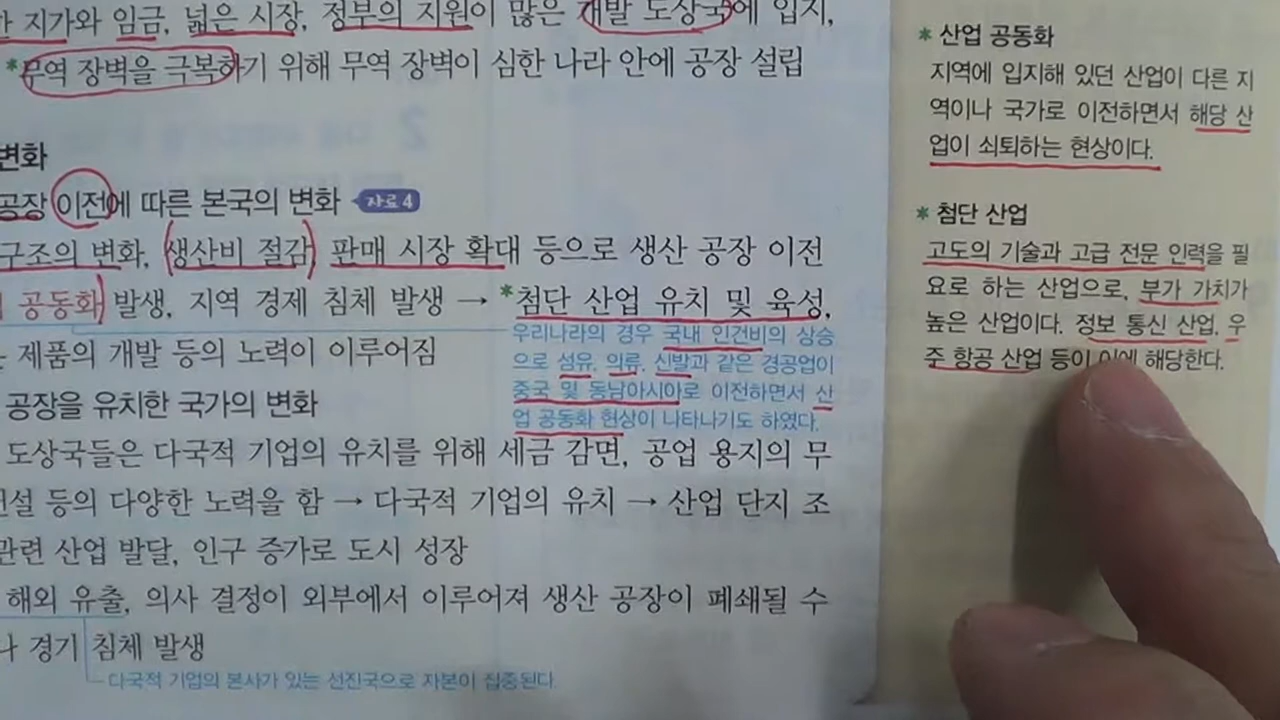 지가와 임금, 넓은 시장, 정부의 지원이 많은 개발 도상국에 입지,
*무역 장벽을 극복하기 위해 무역 장벽이 심한 나라 안에 공장 설립
변화
공장 이전에 따른 본국의 변화 자료4
구조의 변화, 생산비 절감, 판매 시장 확대 등으로 생산 공장 이전
공동화 발생, 지역 경제 침체 발생 → *첨단 산업 유치 및 육성,
우리나라의 경우 국내 인건비의 상승
으로 섬유, 의류, 신발과 같은 경공업이
중국 및 동남아시아로 이전하면서 산
업 공동화 현상이 나타나기도 하였다.
제품의 개발 등의 노력이 이루어짐
공장을 유치한 국가의 변화
도상국들은 다국적 기업의 유치를 위해 세금 감면, 공업 용지의 무
등의 다양한 노력을 함 → 다국적 기업의 유치 → 산업 단지 조
관련 산업 발달, 인구 증가로 도시 성장
해외 유출, 의사 결정이 외부에서 이루어져 생산 공장이 폐쇄될 수
경기 침체 발생
다국적 기업의 본사가 있는 선진국으로 자본이 집중된다.
* 산업 공동화
지역에 입지해 있던 산업이 다른 지
역이나 국가로 이전하면서 해당 산
업이 쇠퇴하는 현상이다.
* 첨단 산업
고도의 기술과 고급 전문 인력을 필
요로 하는 산업으로, 부가 가치가
높은 산업이다. 정보 통신 산업, 우
주 항공 산업 등이 이에 해당한다.